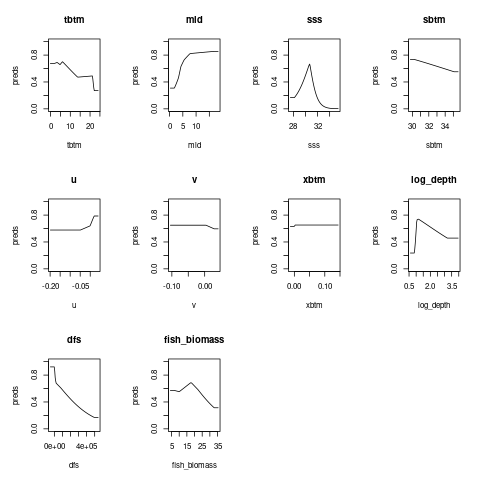 tbtm mld sss sbtm
preds 0.0 0.4 0.8 preds 0.0 0.4 0.8 preds 0.0 0.4 0.8 preds 0.0 0.4 0.8
0 10 20 0 5 10 28 32 30 32 34
tbtm mld sss sbtm
u v xbtm log_depth
preds 0.0 0.4 0.8 preds 0.0 0.4 0.8 preds 0.0 0.4 0.8 preds 0.0 0.4 0.8
-0.20 -0.05 -0.10 0.00 0.00 0.10 0.5 2.0 3.5
u v xbtm log_depth
dfs fish_biomass
preds 0.0 0.4 0.8 preds 0.0 0.4 0.8
0e+00 4e+05 5 15 25 35
dfs fish_biomass